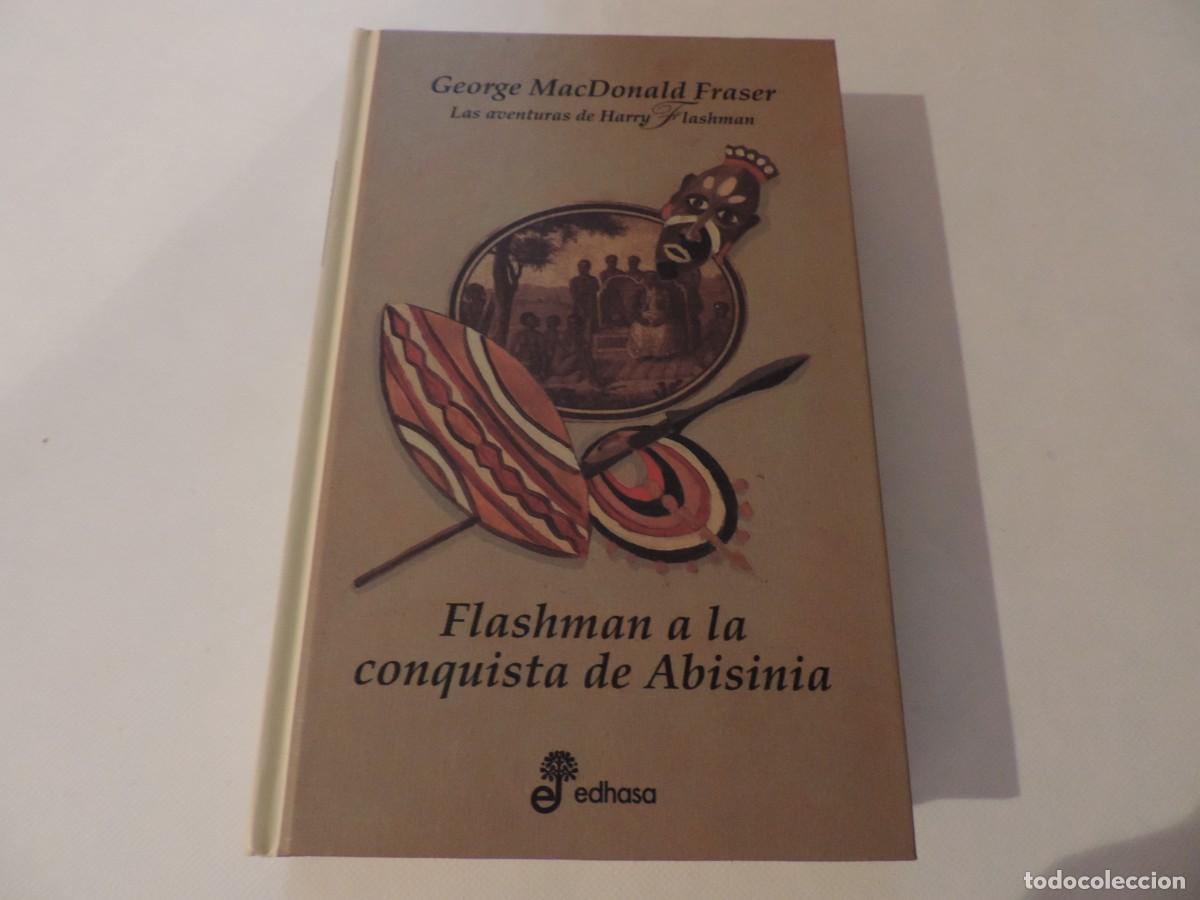 George MacDonald Fraser
Las aventuras de Harry Flashman
Flashman a la
conquista de Abisinia
edhasa
todocoleccion